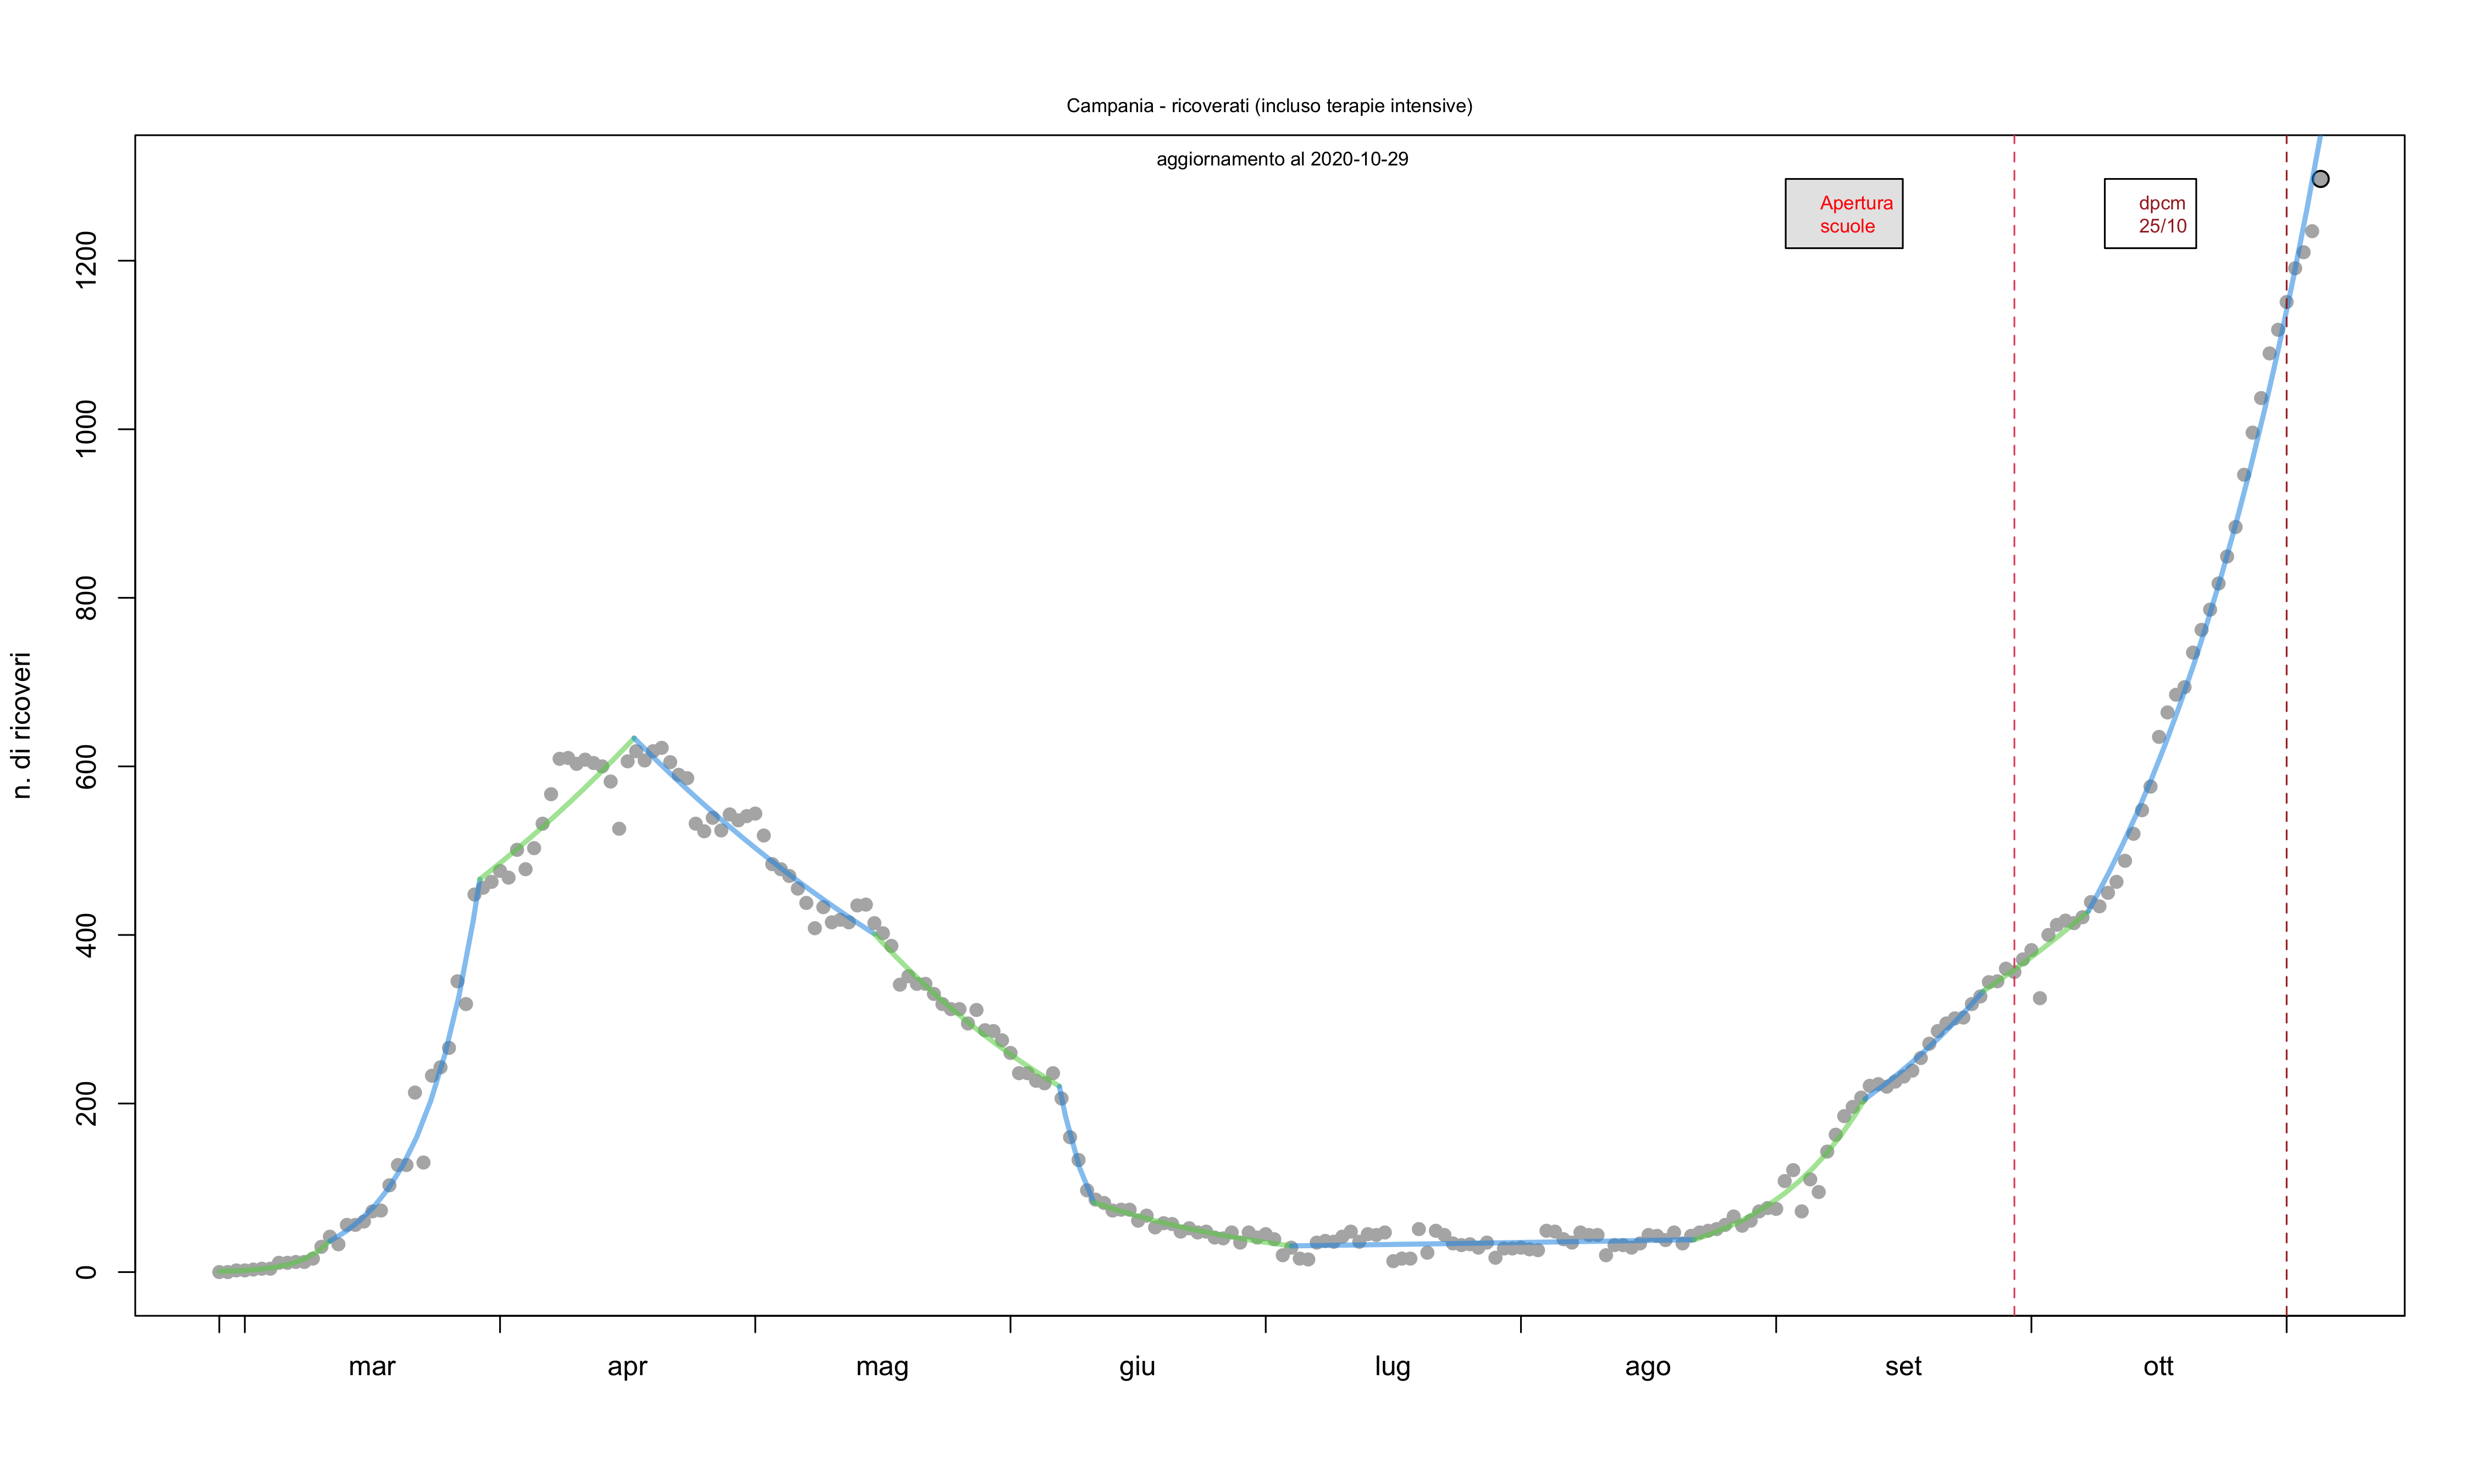 Campania - ricoverati (incluso terapie intensive)
aggiornamento al 2020-10-29
Apertura
scuole
dpcm
25/10
n. di ricoveri
1200
1000
800
600
400
200
0
mar apr mag giu lug ago set ott